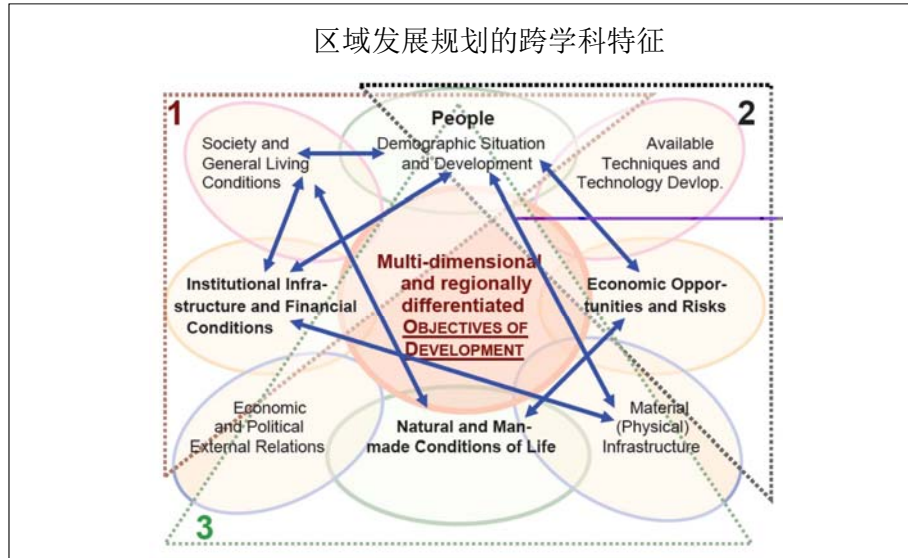 区域发展规划的跨学科特征
1
2
People
Society and
General Living
Conditions
Demographic Situation
and Development
Available
Techniques and
Technology Devlop.
Multi-dimensional
and regionally
differentiated
OBJECTIVES OF
DEVELOPMENT
Institutional Infra-
structure and Financial
Conditions
Economic Oppor-
tunities and Risks
Economic
and Political
External Relations
Natural and Man-
made Conditions of Life
Material
(Physical)
Infrastructure
3